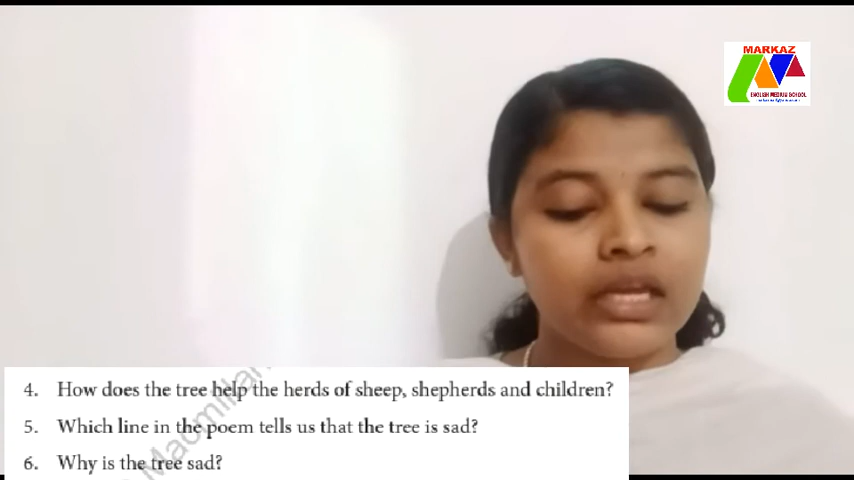 MARKAZ
ENGLISH MEDIUM SCHOOL
4. How does the tree help the herds of sheep, shepherds and children?
5. Which line in the poem tells us that the tree is sad?
6. Why is the tree sad?
Macmillan